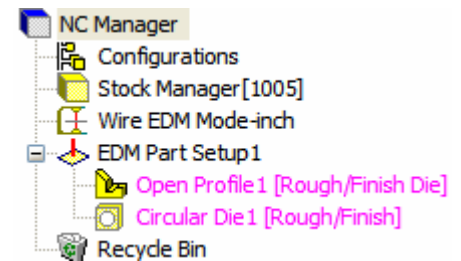 NC Manager
Configurations
Stock Manager[1005]
Wire EDM Mode-inch
EDM Part Setup1
Open Profile1 [Rough/Finish Die]
Circular Die1 [Rough/Finish]
Recycle Bin